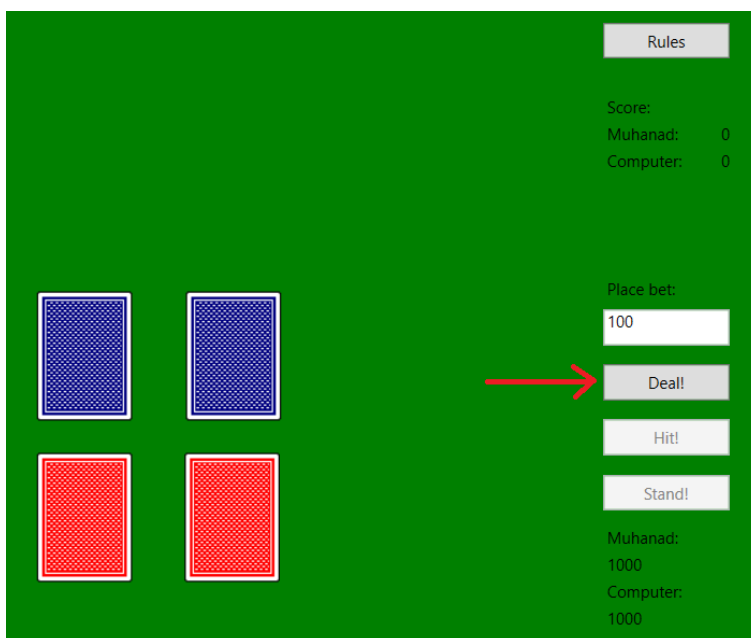 Rules
Score:
Muhanad: 0
Computer: 0
Place bet:
100
Deal!
Hit!
Stand!
Muhanad:
1000
Computer:
1000